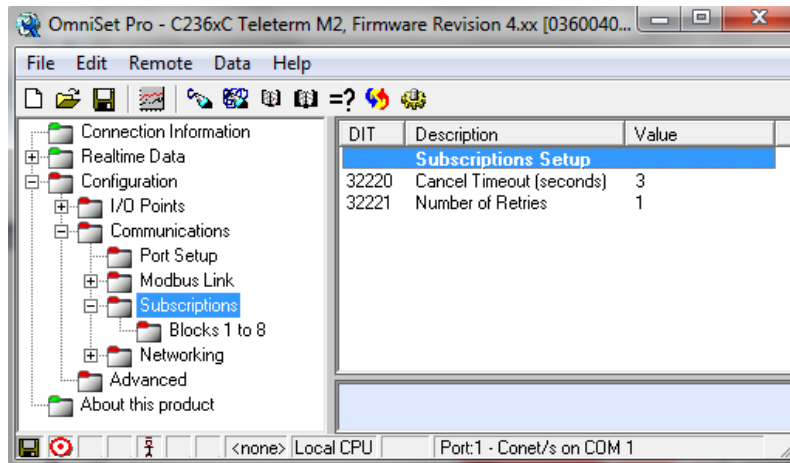 OmniSet Pro - C236xC Teleterm M2, Firmware Revision 4.xx [0360040...
File Edit Remote Data Help
=?
Connection Information
Realtime Data
Configuration
I/O Points
Communications
Port Setup
Modbus Link
Subscriptions
Blocks 1 to 8
Networking
Advanced
About this product
DIT Description Value
Subscriptions Setup
32220 Cancel Timeout (seconds) 3
32221 Number of Retries 1
<none> Local CPU Port:1 - Conet/s on COM 1